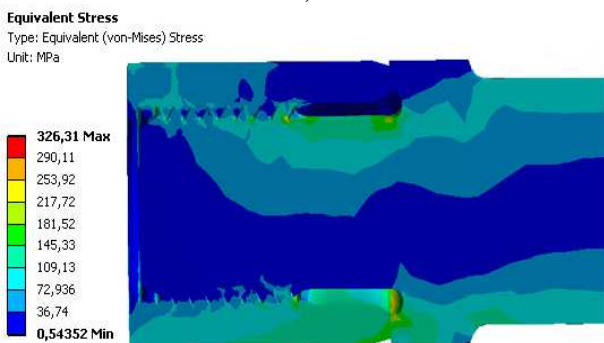 Equivalent Stress
Type: Equivalent (von-Mises) Stress
Unit: MPa
326,31 Max
290,11
253,92
217,72
181,52
145,33
109,13
72,936
36,74
0,54352 Min